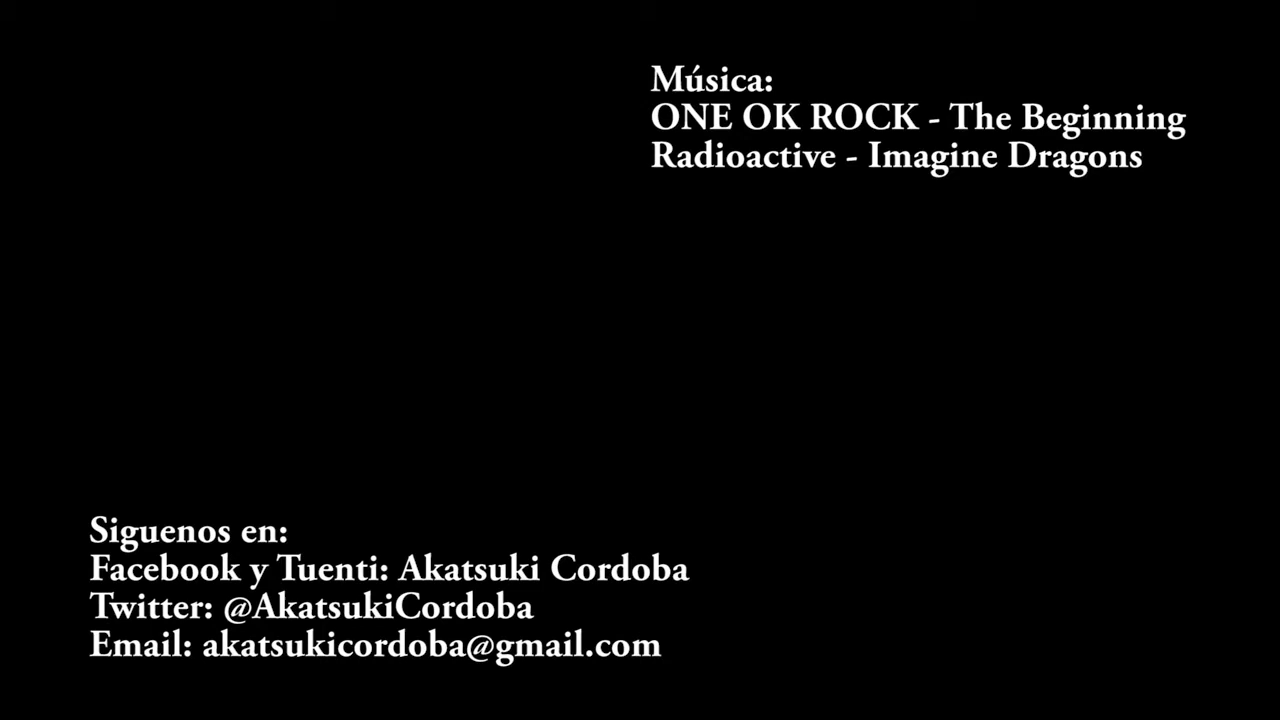 Música:
ONE OK ROCK - The Beginning
Radioactive - Imagine Dragons
Siguenos en:
Facebook y Tuenti: Akatsuki Cordoba
Twitter: @AkatsukiCordoba
Email: akatsukicordoba@gmail.com